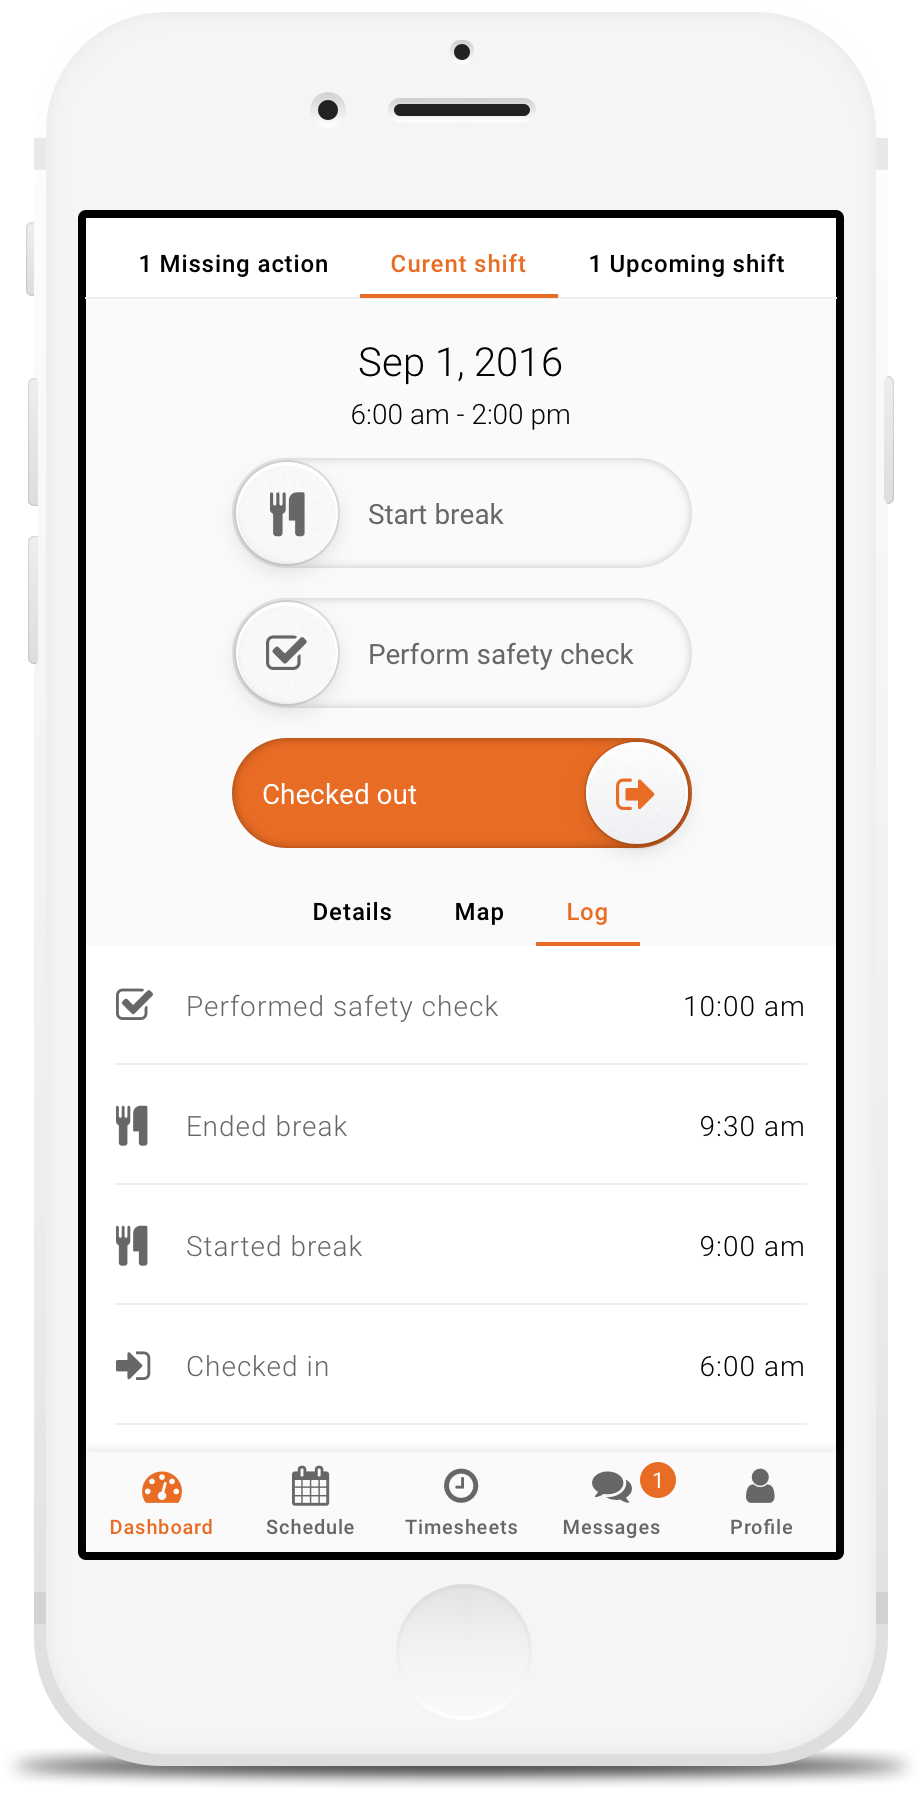 1 Missing action Curent shift 1 Upcoming shift
Sep 1, 2016
6:00 am - 2:00 pm
Start break
Perform safety check
Checked out
Details Map Log
Performed safety check 10:00 am
Ended break 9:30 am
Started break 9:00 am
Checked in 6:00 am
1
Dashboard Schedule Timesheets Messages Profile